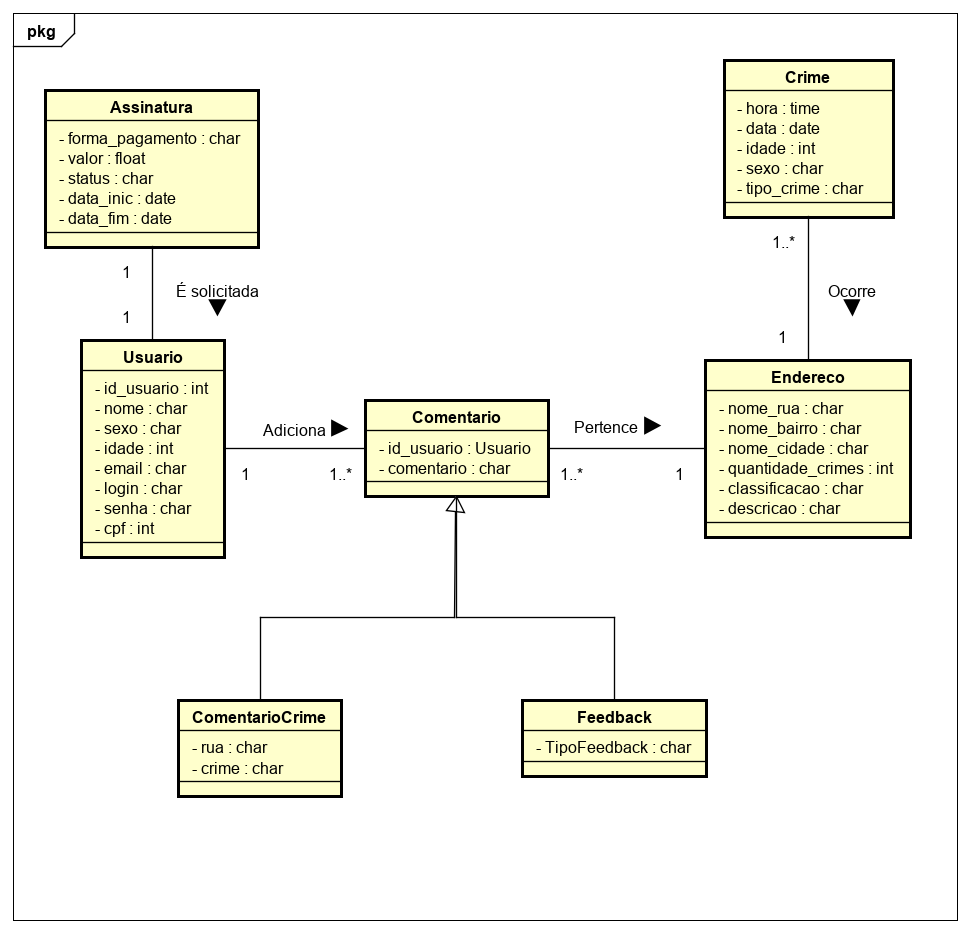 pkg
Assinatura
- forma_pagamento : char
- valor : float
- status : char
- data_inic : date
- data_fim : date
Crime
- hora : time
- data : date
- idade : int
- sexo : char
- tipo_crime : char
1
É solicitada
1
1..*
Ocorre
1
Usuario
- id_usuario : int
- nome : char
- sexo : char
- idade : int
- email : char
- login : char
- senha : char
- cpf : int
Adiciona
1
1..*
Comentario
- id_usuario : Usuario
- comentario : char
Pertence
1..*
1
Endereco
- nome_rua : char
- nome_bairro : char
- nome_cidade : char
- quantidade_crimes : int
- classificacao : char
- descricao : char
ComentarioCrime
- rua : char
- crime : char
Feedback
- TipoFeedback : char